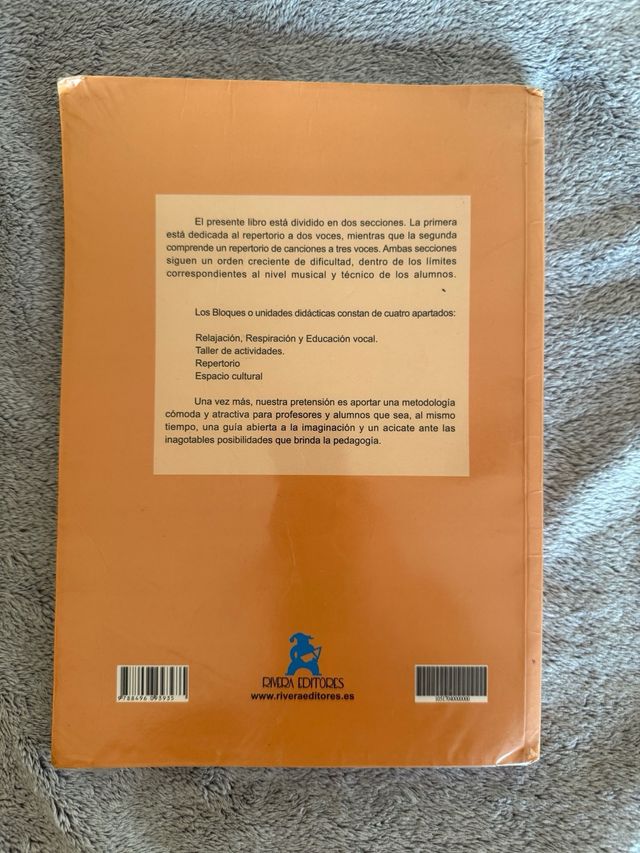 El presente libro está dividido en dos secciones. La primera
está dedicada al repertorio a dos voces, mientras que la segunda
comprende un repertorio de canciones a tres voces. Ambas secciones
siguen un orden creciente de dificultad, dentro de los límites
correspondientes al nivel musical y técnico de los alumnos.
Los Bloques o unidades didácticas constan de cuatro apartados:
Relajación, Respiración y Educación vocal.
Taller de actividades.
Repertorio
Espacio cultural
Una vez más, nuestra pretensión es aportar una metodología
cómoda y atractiva para profesores y alumnos que sea, al mismo
tiempo, una guía abierta a la imaginación y un acicate ante las
inagotables posibilidades que brinda la pedagogía.
RIVERA EDITORES
www.riveraeditores.es
9788496 093935